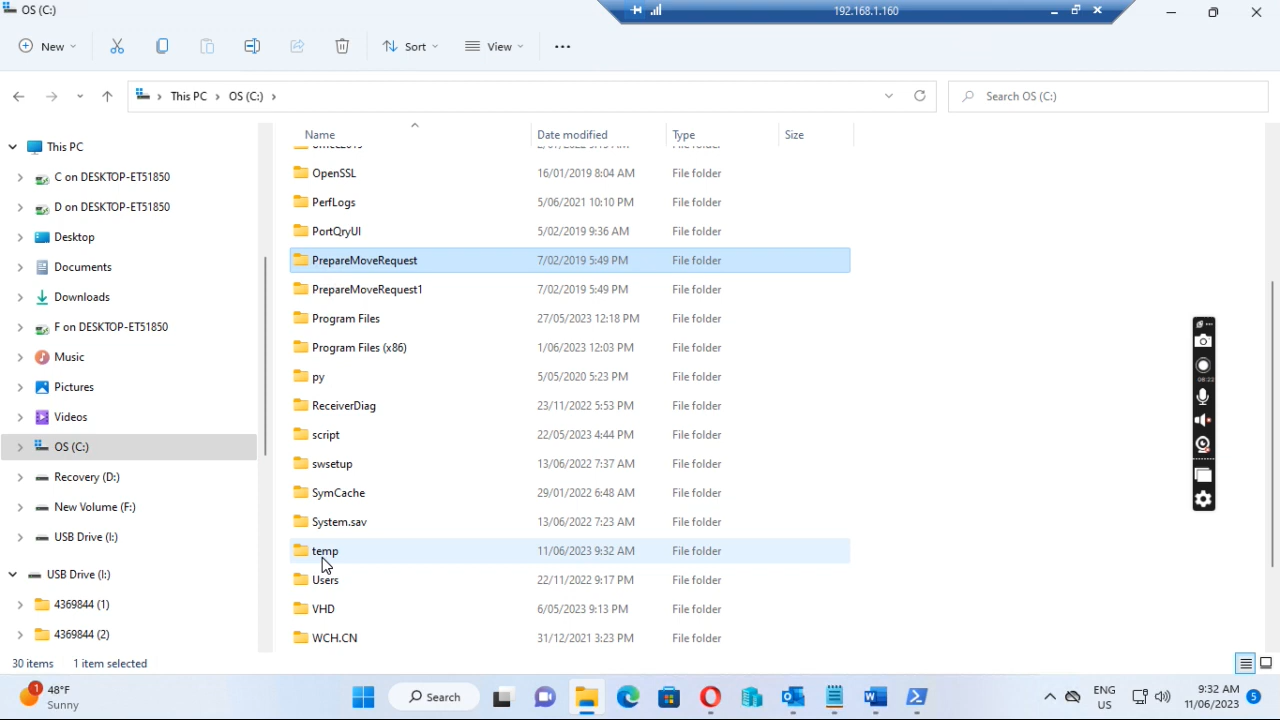 OS (C:)
192.168.1.160
New
Sort
View
This PC > OS (C:) >
Search OS (C:)
Name Date modified Type Size
This PC
C on DESKTOP-ET51850
D on DESKTOP-ET51850
Desktop
Documents
Downloads
F on DESKTOP-ET51850
Music
Pictures
Videos
OS (C:)
Recovery (D:)
New Volume (F:)
USB Drive (I:)
USB Drive (I:)
4369844 (1)
4369844 (2)
OpenSSL 16/01/2019 8:04 AM File folder
PerfLogs 5/06/2021 10:10 PM File folder
PortQryUI 5/02/2019 9:36 AM File folder
PrepareMoveRequest 7/02/2019 5:49 PM File folder
PrepareMoveRequest1 7/02/2019 5:49 PM File folder
Program Files 27/05/2023 12:18 PM File folder
Program Files (x86) 1/06/2023 12:03 PM File folder
py 5/05/2020 5:23 PM File folder
ReceiverDiag 23/11/2022 5:53 PM File folder
script 22/05/2023 4:44 PM File folder
swsetup 13/06/2022 7:37 AM File folder
SymCache 29/01/2022 6:48 AM File folder
System.sav 13/06/2022 7:23 AM File folder
temp 11/06/2023 9:32 AM File folder
Users 22/11/2022 9:17 PM File folder
VHD 6/05/2023 9:13 PM File folder
WCH.CN 31/12/2021 3:23 PM File folder
08:22
30 items 1 item selected
1
48°F
Sunny
Search
ENG
US
9:32 AM
11/06/2023
5